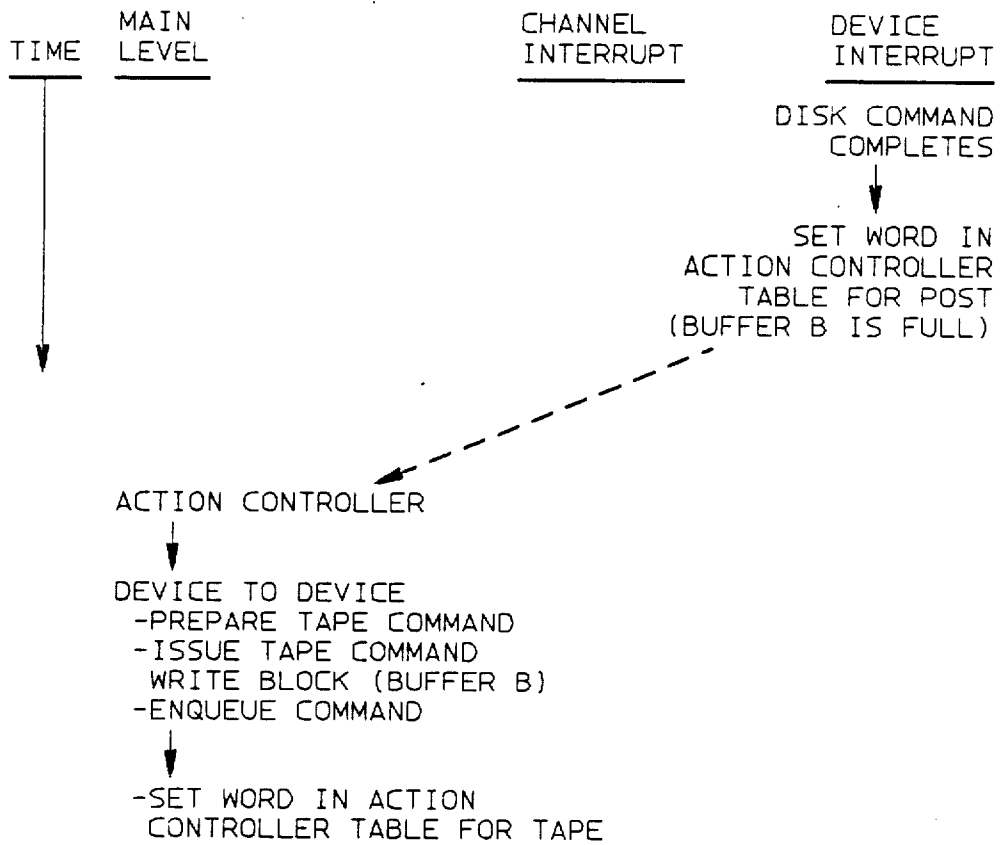 TIME
MAIN
LEVEL
CHANNEL
INTERRUPT
DEVICE
INTERRUPT
DISK COMMAND
COMPLETES
SET WORD IN
ACTION CONTROLLER
TABLE FOR POST
(BUFFER B IS FULL)
ACTION CONTROLLER
DEVICE TO DEVICE
-PREPARE TAPE COMMAND
-ISSUE TAPE COMMAND
WRITE BLOCK (BUFFER B)
-ENQUEUE COMMAND
-SET WORD IN ACTION
CONTROLLER TABLE FOR TAPE